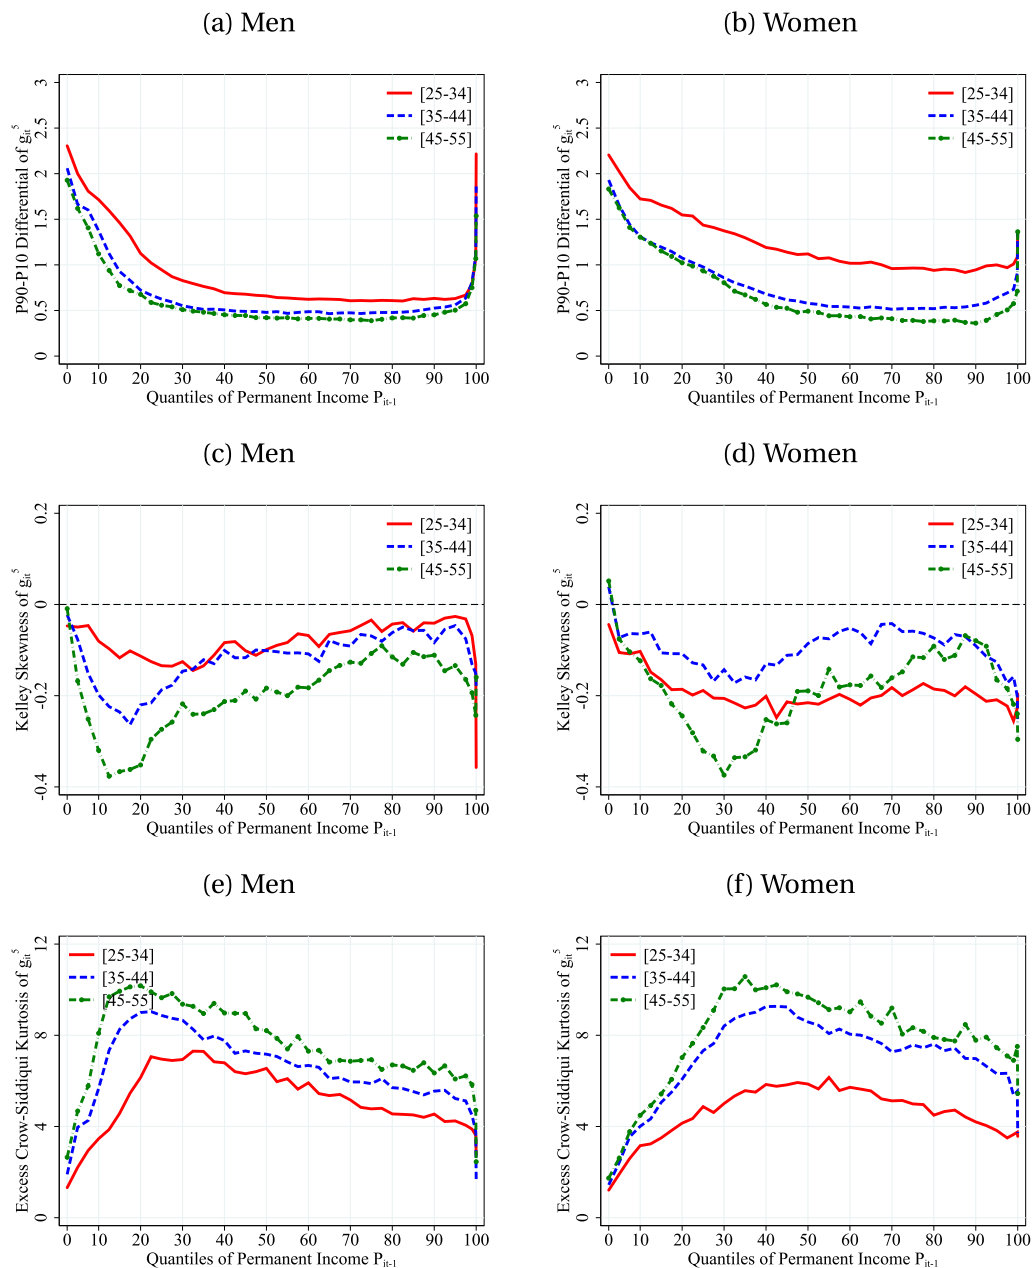 (a) Men
(b) Women
P90-P10 Differential of g_it^5
3
2.5
2
1.5
1
0.5
0
[25-34]
[35-44]
[45-55]
0 10 20 30 40 50 60 70 80 90 100
Quantiles of Permanent Income P_it-1
P90-P10 Differential of g_it^5
3
2.5
2
1.5
1
0.5
0
[25-34]
[35-44]
[45-55]
0 10 20 30 40 50 60 70 80 90 100
Quantiles of Permanent Income P_it-1
(c) Men
(d) Women
Kelley Skewness of g_it^5
0.2
0
-0.2
-0.4
[25-34]
[35-44]
[45-55]
0 10 20 30 40 50 60 70 80 90 100
Quantiles of Permanent Income P_it-1
Kelley Skewness of g_it^5
0.2
0
-0.2
-0.4
[25-34]
[35-44]
[45-55]
0 10 20 30 40 50 60 70 80 90 100
Quantiles of Permanent Income P_it-1
(e) Men
(f) Women
Excess Crow-Siddiqui Kurtosis of g_it^5
12
8
4
0
[25-34]
[35-44]
[45-55]
0 10 20 30 40 50 60 70 80 90 100
Quantiles of Permanent Income P_it-1
Excess Crow-Siddiqui Kurtosis of g_it^5
12
8
4
0
[25-34]
[35-44]
[45-55]
0 10 20 30 40 50 60 70 80 90 100
Quantiles of Permanent Income P_it-1